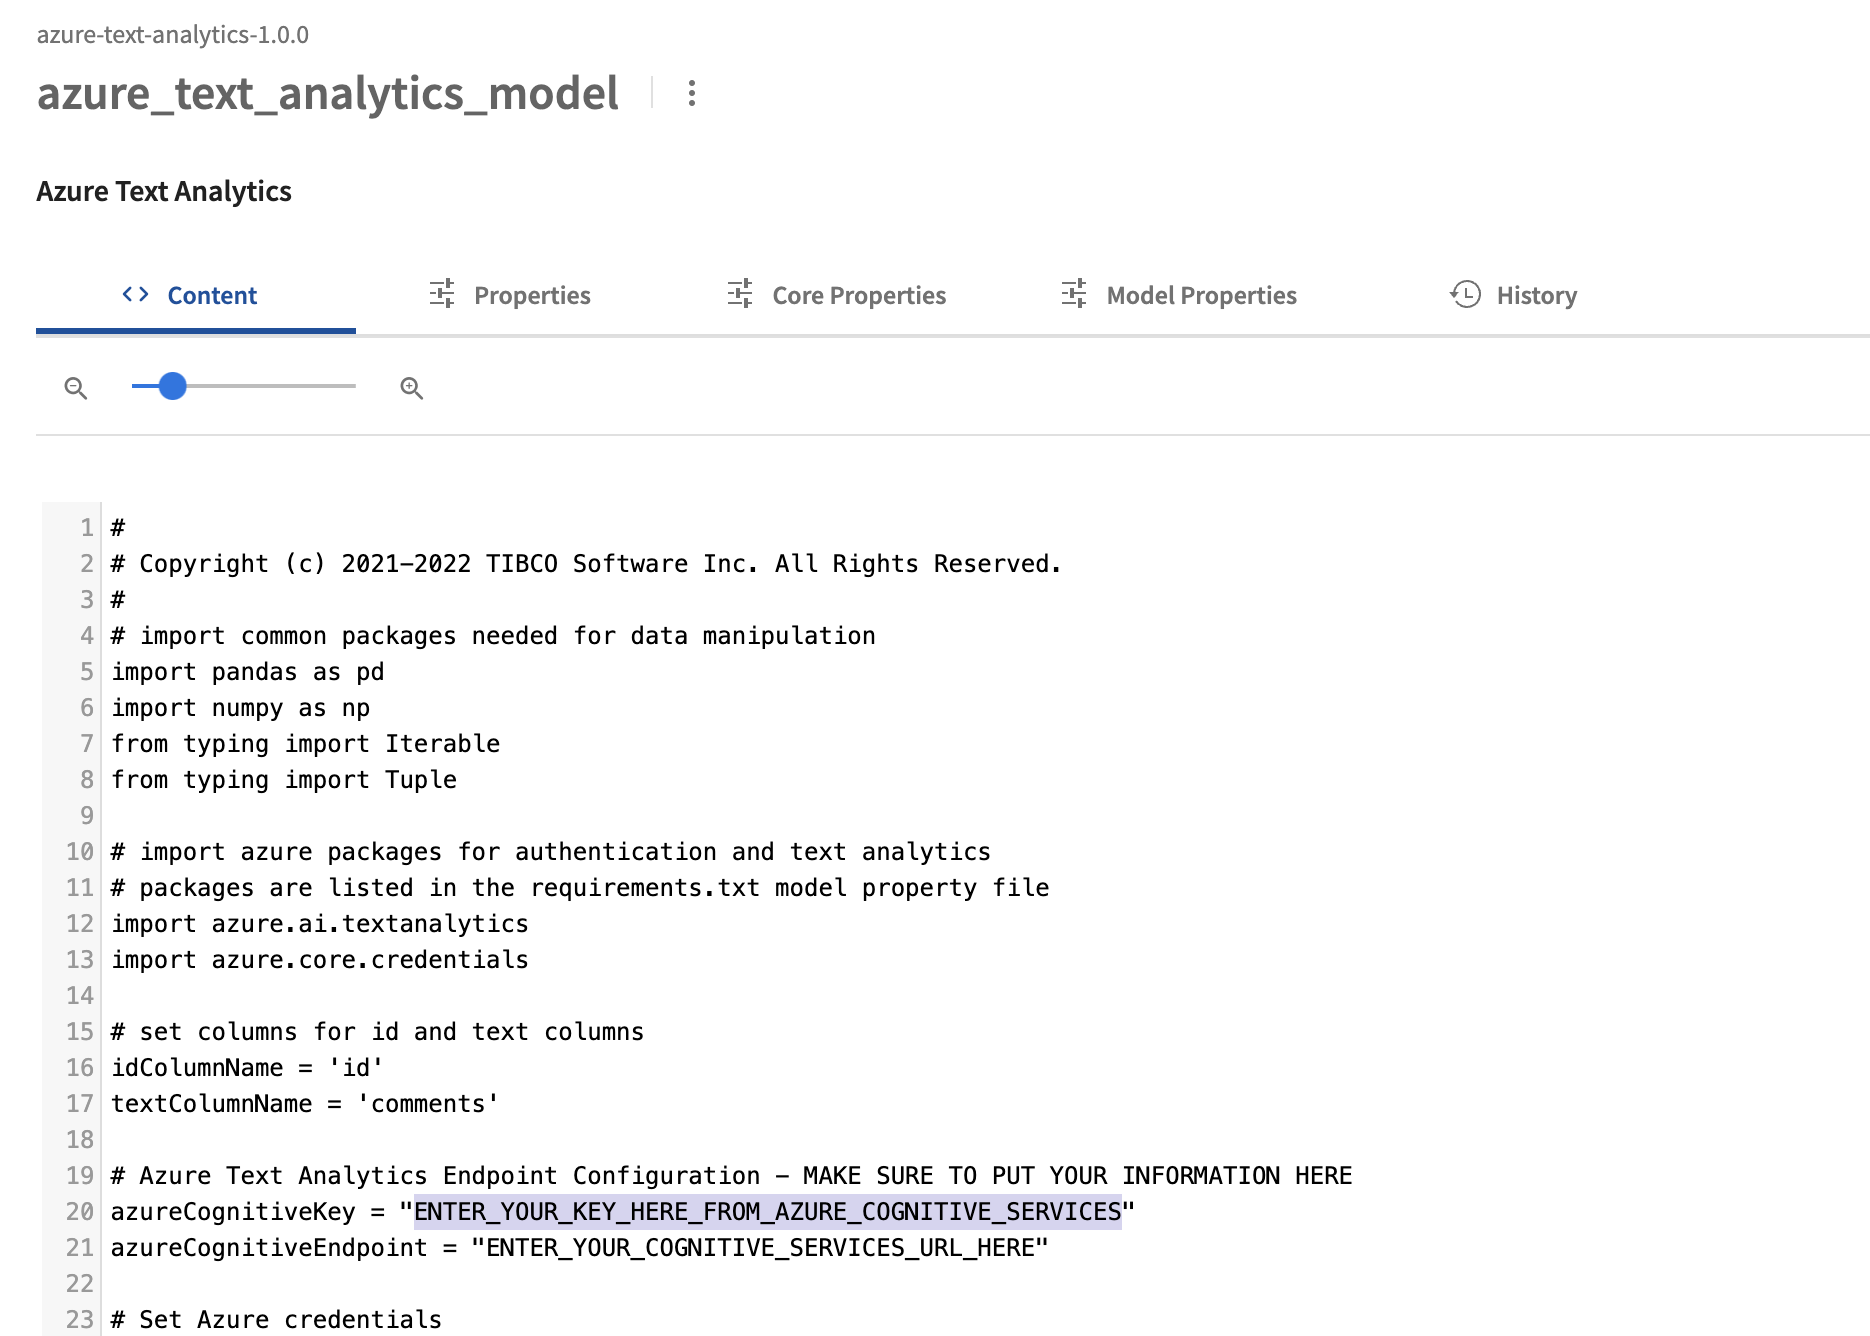 azure-text-analytics-1.0.0
azure_text_analytics_model
Azure Text Analytics
Content Properties Core Properties Model Properties History
1 #
2 # Copyright (c) 2021–2022 TIBCO Software Inc. All Rights Reserved.
3 #
4 # import common packages needed for data manipulation
5 import pandas as pd
6 import numpy as np
7 from typing import Iterable
8 from typing import Tuple
9
10 # import azure packages for authentication and text analytics
11 # packages are listed in the requirements.txt model property file
12 import azure.ai.textanalytics
13 import azure.core.credentials
14
15 # set columns for id and text columns
16 idColumnName = 'id'
17 textColumnName = 'comments'
18
19 # Azure Text Analytics Endpoint Configuration – MAKE SURE TO PUT YOUR INFORMATION HERE
20 azureCognitiveKey = "ENTER_YOUR_KEY_HERE_FROM_AZURE_COGNITIVE_SERVICES"
21 azureCognitiveEndpoint = "ENTER_YOUR_COGNITIVE_SERVICES_URL_HERE"
22
23 # Set Azure credentials